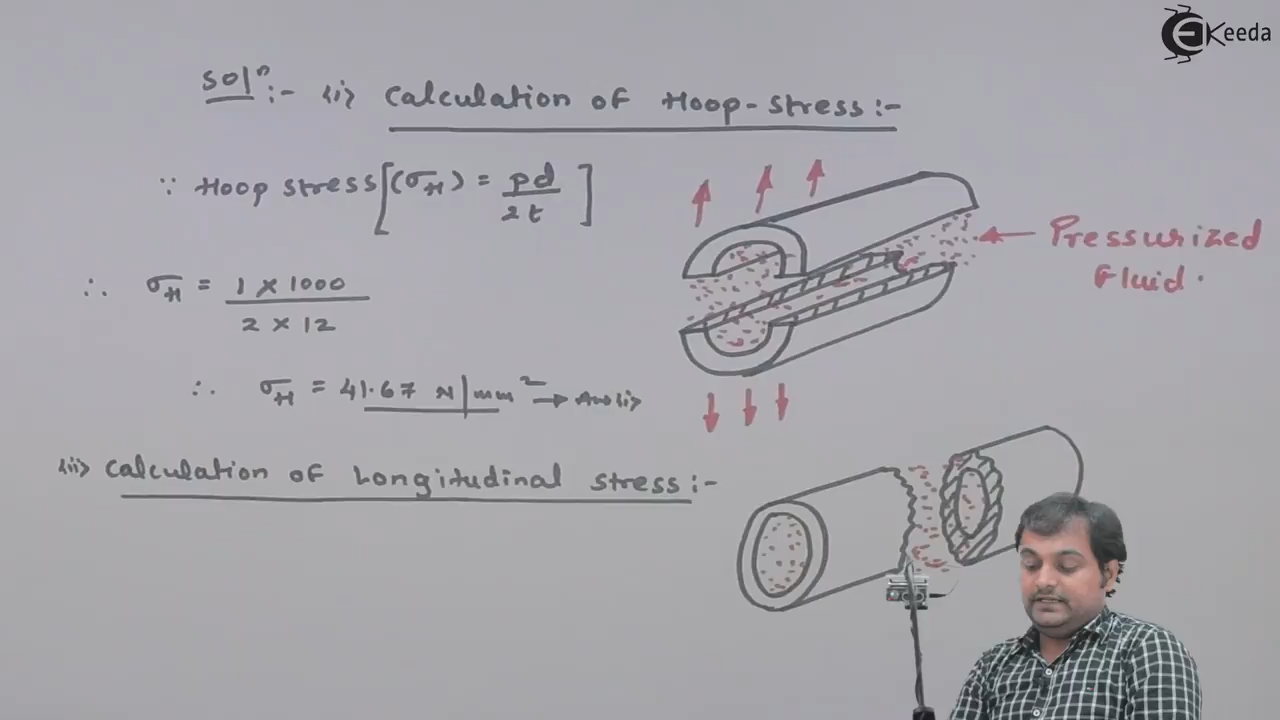 Keeda
Solⁿ :- (i) Calculation of Hoop-Stress :-
∵ Hoop stress [(σH) = pd / 2t]
∴ σH = 1 x 1000 / 2 x 12
∴ σH = 41.67 N/mm² → Ans (i)
(ii) Calculation of Longitudinal stress :-
Pressurized
Fluid.